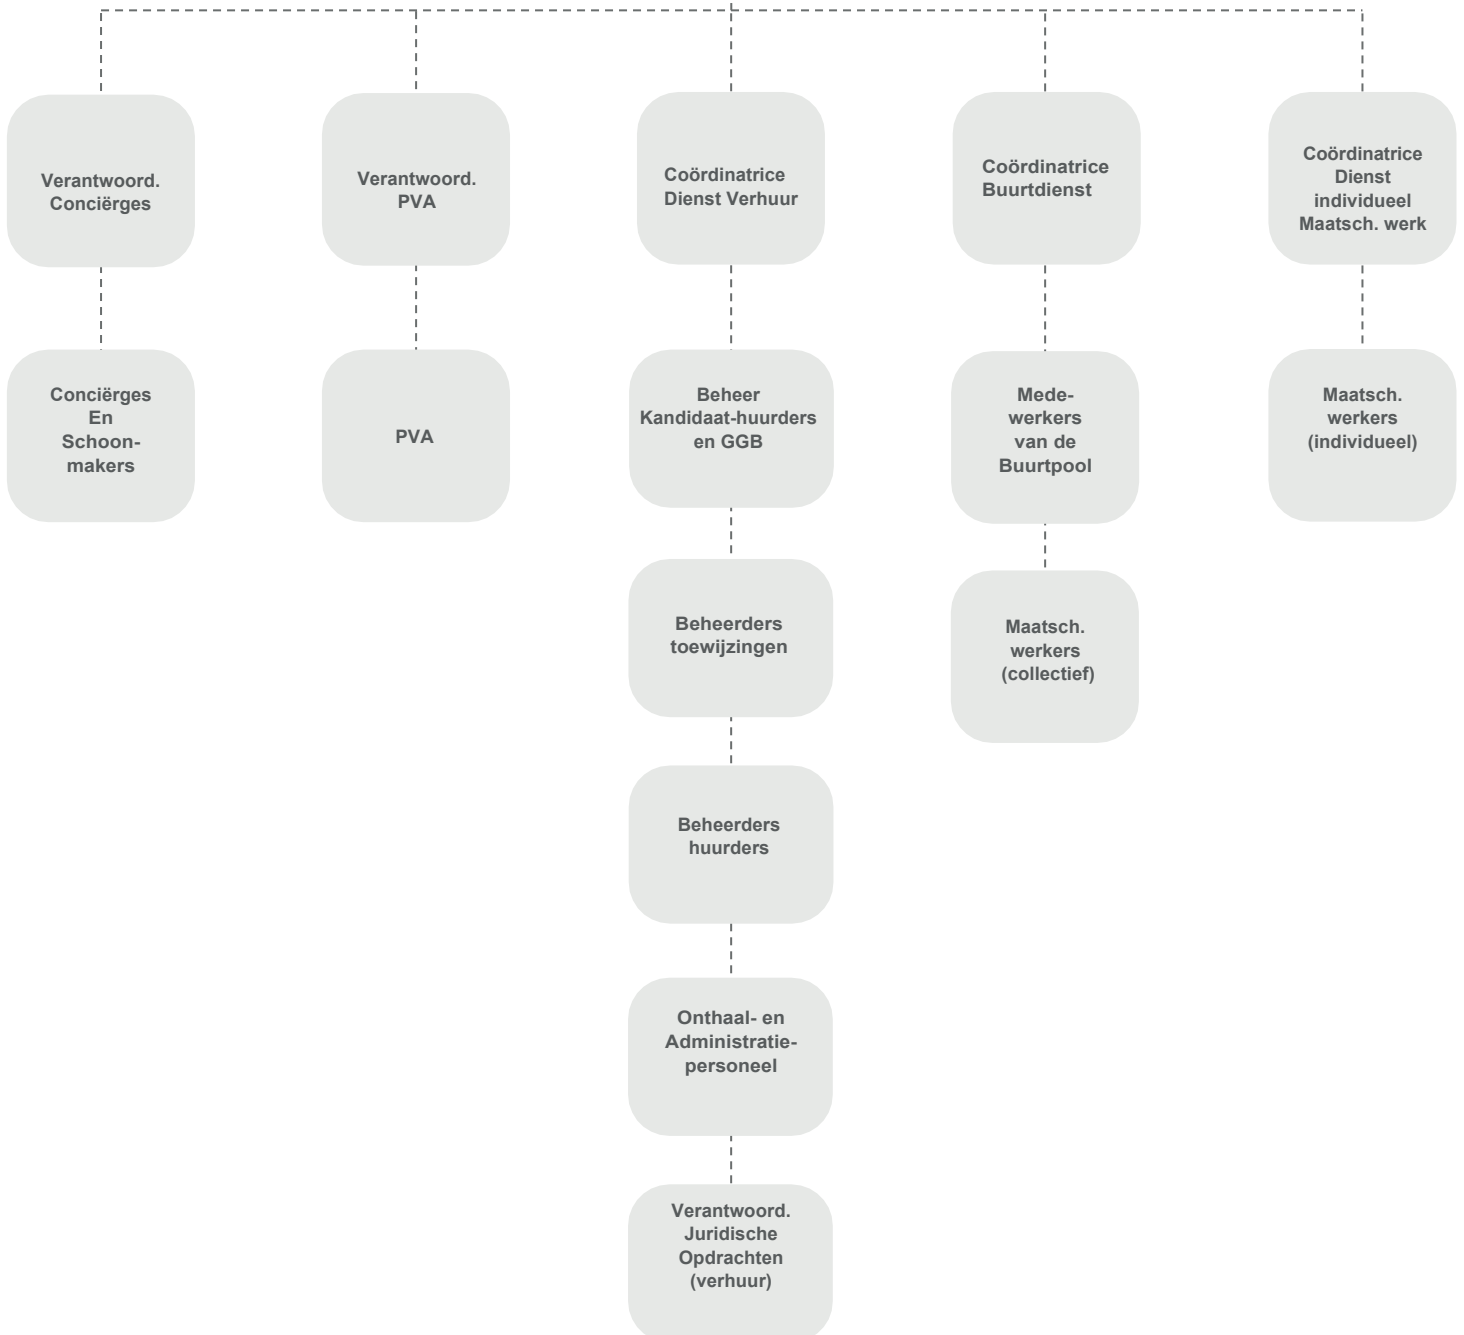 Verantwoord.
Conciërges
Verantwoord.
PVA
Coördinatrice
Dienst Verhuur
Coördinatrice
Buurtdienst
Coördinatrice
Dienst
individueel
Maatsch. werk
Conciërges
En
Schoon-
makers
PVA
Beheer
Kandidaat-huurders
en GGB
Mede-
werkers
van de
Buurtpool
Maatsch.
werkers
(individueel)
Beheerders
toewijzingen
Maatsch.
werkers
(collectief)
Beheerders
huurders
Onthaal- en
Administratie-
personeel
Verantwoord.
Juridische
Opdrachten
(verhuur)